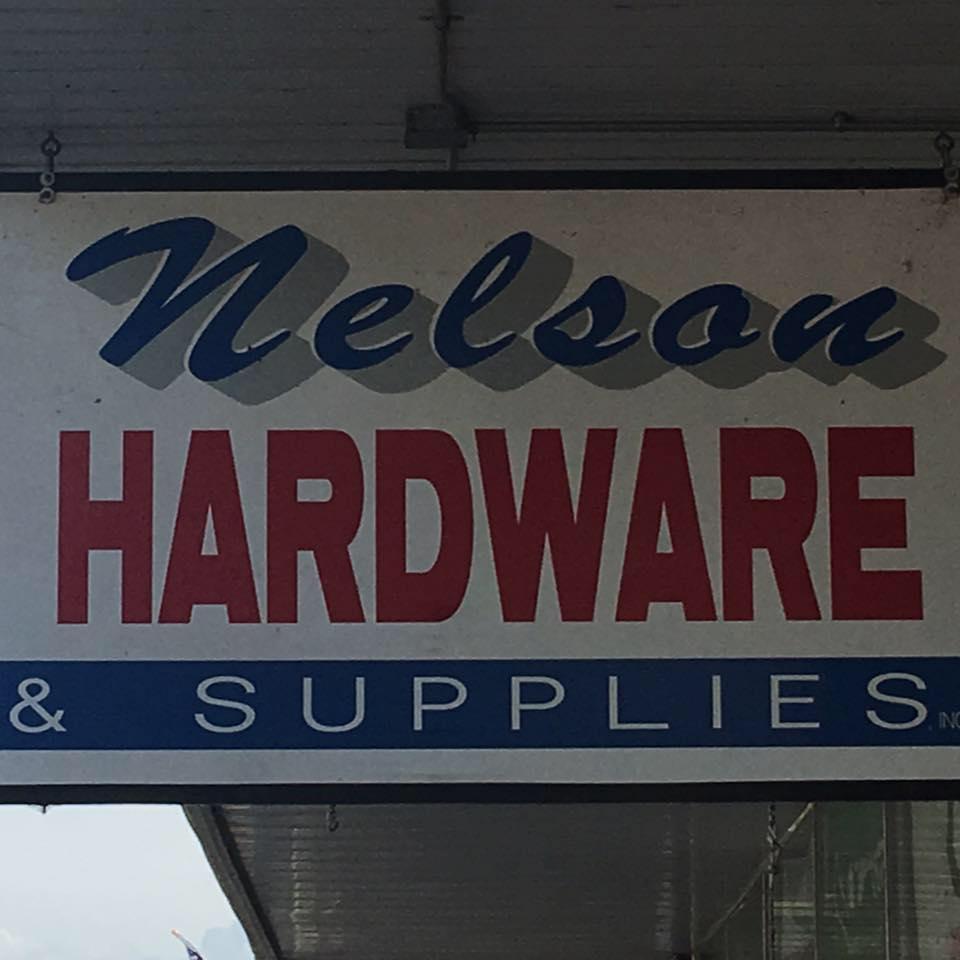 Nelson
HARDWARE
& SUPPLIES, INC